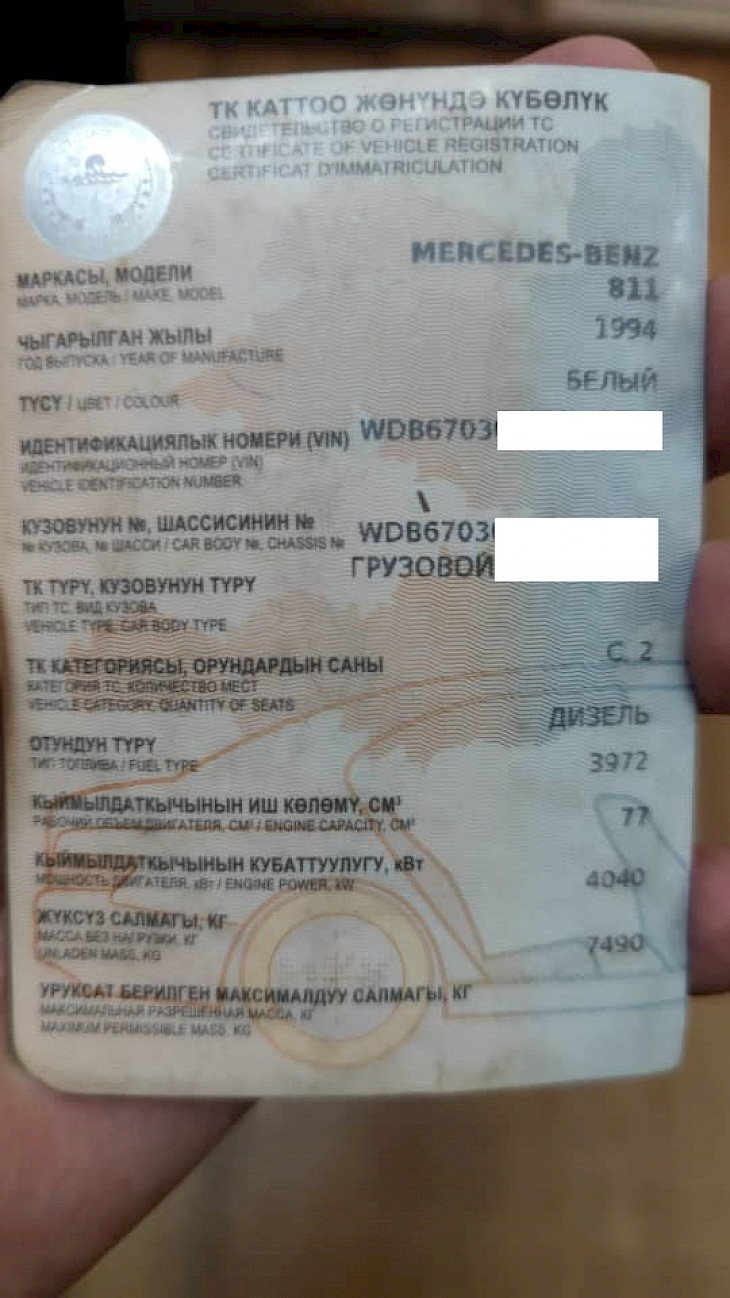 ТК КАТТОО ЖӨНҮНДӨ КҮБӨЛҮК
СВИДЕТЕЛЬСТВО О РЕГИСТРАЦИИ ТС
CERTIFICATE OF VEHICLE REGISTRATION
CERTIFICAT D'IMMATRICULATION
MERCEDES-BENZ
МАРКАСЫ, МОДЕЛИ
МАРКА, МОДЕЛЬ / MAKE, MODEL
811
ЧЫГАРЫЛГАН ЖЫЛЫ
1994
ГОД ВЫПУСКА / YEAR OF MANUFACTURE
ТҮСҮ / ЦВЕТ / COLOUR
БЕЛЫЙ
ИДЕНТИФИКАЦИЯЛЫК НОМЕРИ (VIN) WDB6703
ИДЕНТИФИКАЦИОННЫЙ НОМЕР (VIN)
VEHICLE IDENTIFICATION NUMBER
КУЗОВУНУН №, ШАССИСИНИН № WDB6703
№ КУЗОВА, № ШАССИ / CAR BODY №, CHASSIS №
ГРУЗОВОЙ
ТК ТҮРҮ, КУЗОВУНУН ТҮРҮ
ТИП ТС, ВИД КУЗОВА
VEHICLE TYPE, CAR BODY TYPE
ТК КАТЕГОРИЯСЫ, ОРУНДАРДЫН САНЫ С. 2
КАТЕГОРИЯ ТС, КОЛИЧЕСТВО МЕСТ
VEHICLE CATEGORY, QUANTITY OF SEATS
ОТУНДУН ТҮРҮ ДИЗЕЛЬ
ТИП ТОПЛИВА / FUEL TYPE
3972
КЫЙМЫЛДАТКЫЧЫНЫН ИШ КӨЛӨМҮ, СМ³
РАБОЧИЙ ОБЪЕМ ДВИГАТЕЛЯ, СМ³ / ENGINE CAPACITY, CM³
77
КЫЙМЫЛДАТКЫЧЫНЫН КУБАТТУУЛУГУ, кВт
МОЩНОСТЬ ДВИГАТЕЛЯ, кВт / ENGINE POWER, kW
4040
ЖҮКСҮЗ САЛМАГЫ, КГ
МАССА БЕЗ НАГРУЗКИ, КГ
UNLADEN MASS, KG
7490
УРУКСАТ БЕРИЛГЕН МАКСИМАЛДУУ САЛМАГЫ, КГ
МАКСИМАЛЬНАЯ РАЗРЕШЕННАЯ МАССА, КГ
MAXIMUM PERMISSIBLE MASS, KG